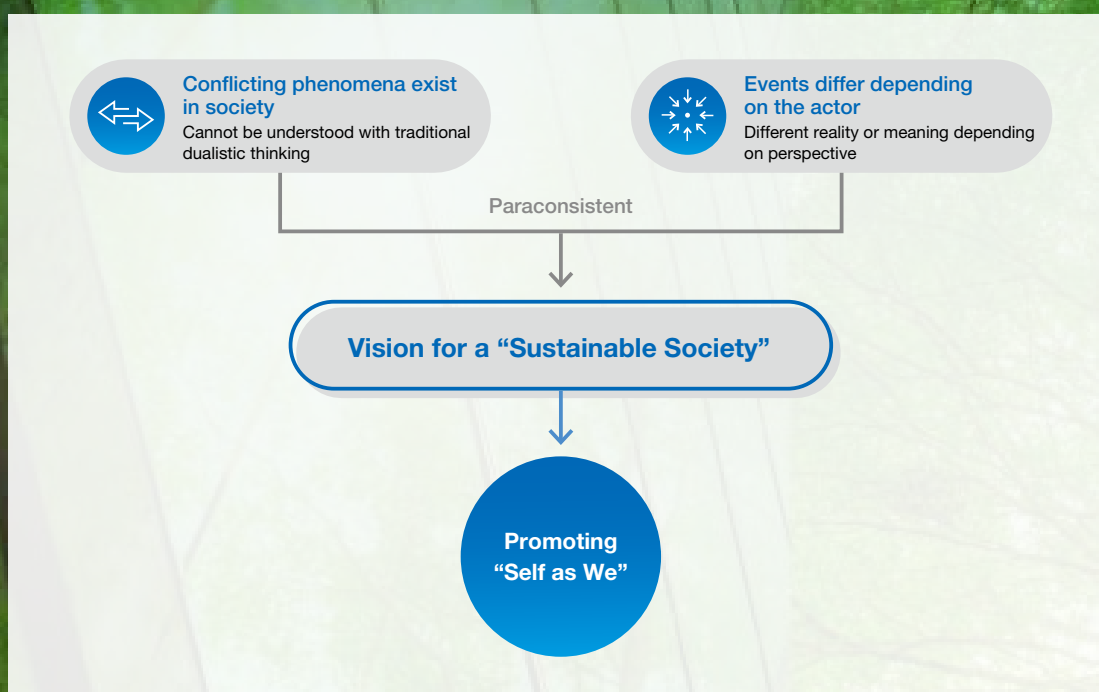 Conflicting phenomena exist
in society
Cannot be understood with traditional
dualistic thinking
Events differ depending
on the actor
Different reality or meaning depending
on perspective
Paraconsistent
Vision for a “Sustainable Society”
Promoting
“Self as We”